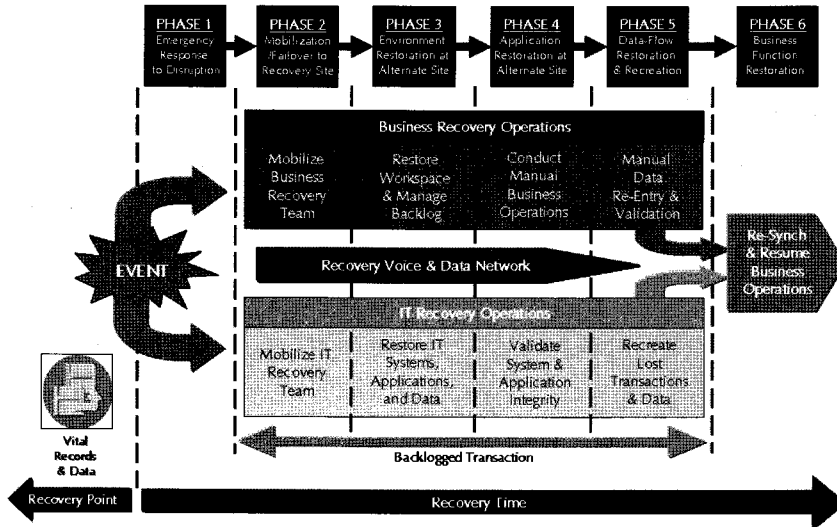 PHASE 1
Emergency
Response
to Disruption
PHASE 2
Mobilization
/Failover to
Recovery Site
PHASE 3
Environment
Restoration at
Alternate Site
PHASE 4
Application
Restoration at
Alternate Site
PHASE 5
Data-Flow
Restoration
& Recreation
PHASE 6
Business
Function
Restoration
Business Recovery Operations
Mobilize
Business
Recovery
Team
Restore
Workspace
& Manage
Backlog
Conduct
Manual
Business
Operations
Manual
Data
Re-Entry &
Validation
EVENT
Recovery Voice & Data Network
Re-Synch
& Resume
Business
Operations
IT Recovery Operations
Mobilize IT
Recovery
Team
Restore IT
Systems,
Applications,
and Data
Validate
System &
Application
Integrity
Recreate
Lost
Transactions
& Data
Vital
Records
& Data
Backlogged Transaction
Recovery Point
Recovery Time